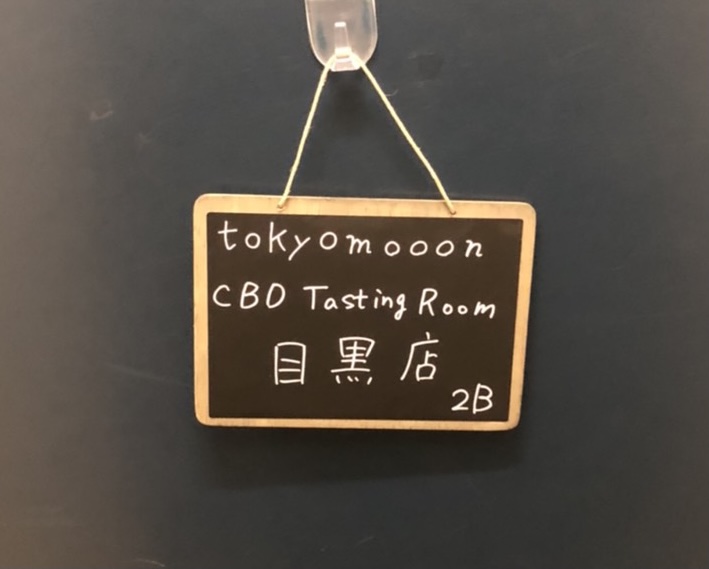 tokyomooon
CBD Tasting Room
目黒店
2B